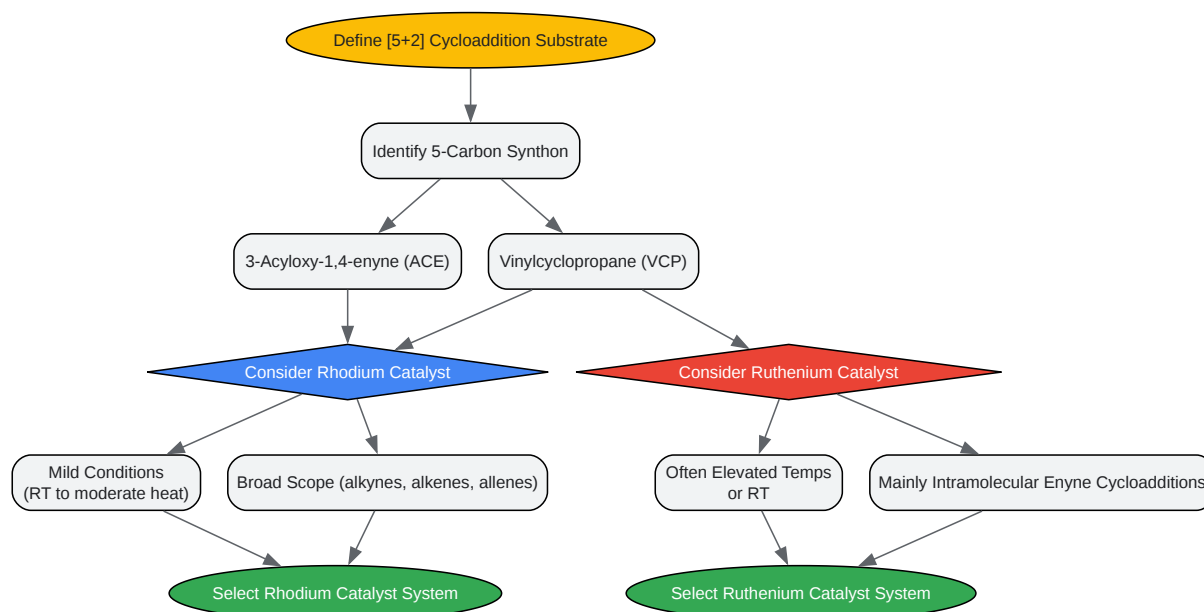 Define [5+2] Cycloaddition Substrate
Identify 5-Carbon Synthon
3-Acyloxy-1,4-enyne (ACE)
Vinylcyclopropane (VCP)
Consider Rhodium Catalyst
Consider Ruthenium Catalyst
Mild Conditions
(RT to moderate heat)
Broad Scope (alkynes, alkenes, allenes)
Often Elevated Temps
or RT
Mainly Intramolecular Enyne Cycloadditions
Select Rhodium Catalyst System
Select Ruthenium Catalyst System